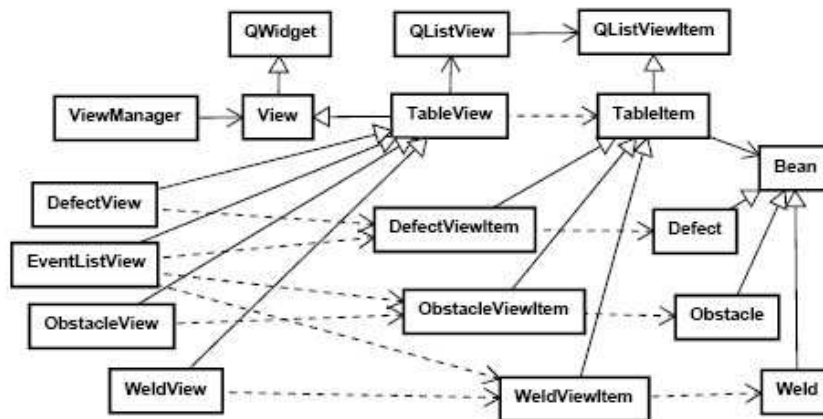 QWidget
QListView
QListViewItem
ViewManager
View
TableView
TableItem
Bean
DefectView
DefectViewItem
Defect
EventListView
ObstacleView
ObstacleViewItem
Obstacle
WeldView
WeldViewItem
Weld